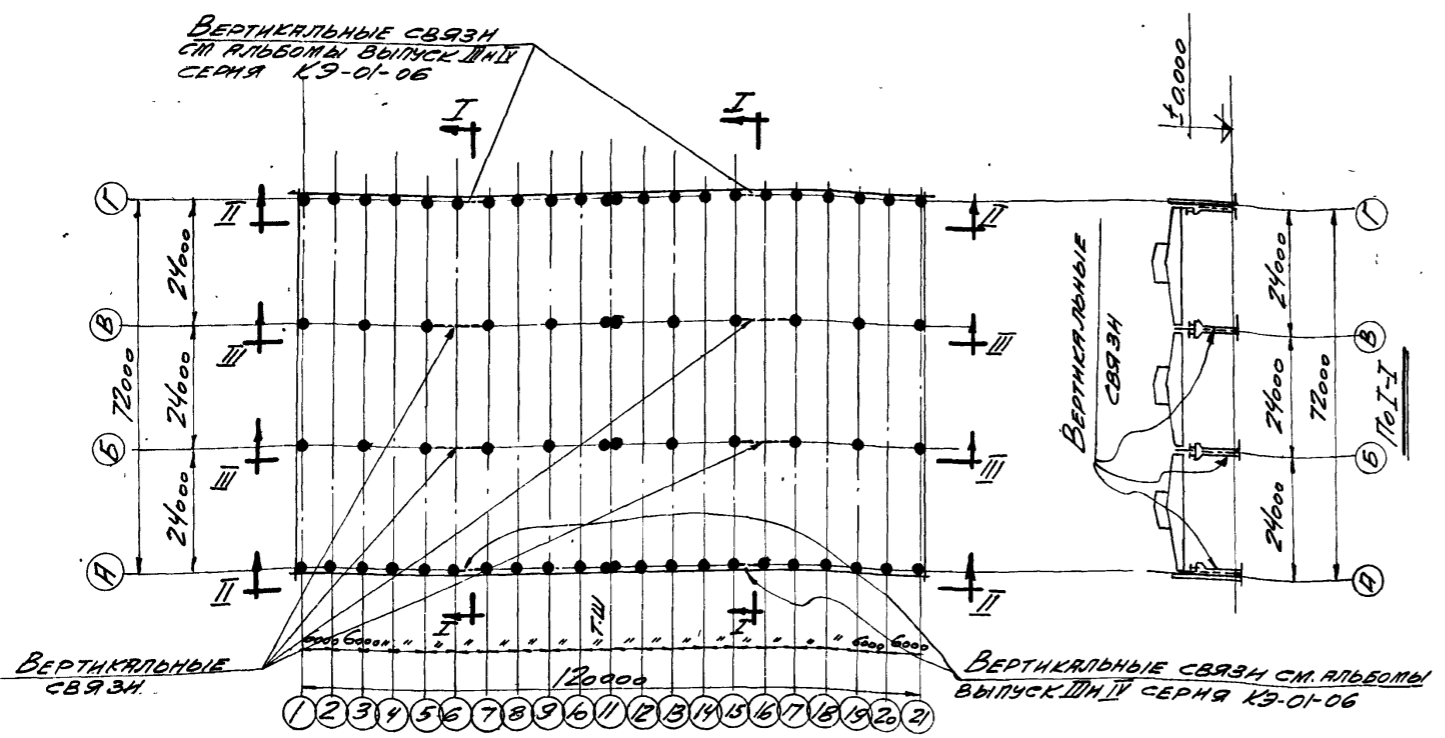 ВЕРТИКАЛЬНЫЕ СВЯЗИ
СМ АЛЬБОМЫ ВЫПУСК III И IV
СЕРИЯ КЭ-01-06
±0.000
I
I
Г
II
II
Г
24000
24000
ВЕРТИКАЛЬНЫЕ
СВЯЗИ
В
III
III
В
72000
24000
24000
72000
По I-I
Б
III
III
Б
24000
24000
А
II
II
А
I
Т.Ш
I
6000 6000 " " " " " " " " " " " " " " " " 6000 6000
ВЕРТИКАЛЬНЫЕ
СВЯЗИ
120000
ВЕРТИКАЛЬНЫЕ СВЯЗИ СМ. АЛЬБОМЫ
ВЫПУСК III И IV СЕРИЯ КЭ-01-06
1 2 3 4 5 6 7 8 9 10 11 12 13 14 15 16 17 18 19 20 21